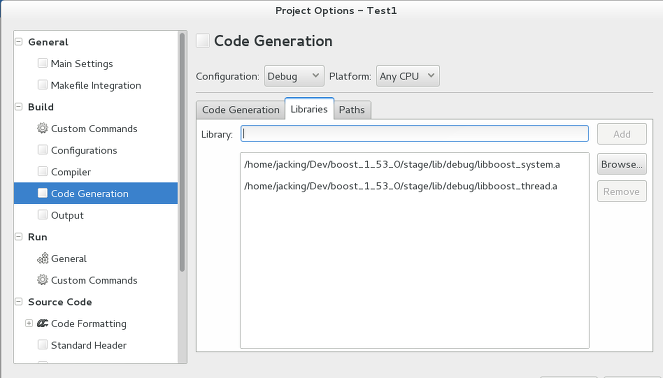 Project Options - Test1
General
Main Settings
Makefile Integration
Build
Custom Commands
Configurations
Compiler
Code Generation
Output
Run
General
Custom Commands
Source Code
Code Formatting
Standard Header
Code Generation
Configuration: Debug Platform: Any CPU
Code Generation Libraries Paths
Library: Add
/home/jacking/Dev/boost_1_53_0/stage/lib/debug/libboost_system.a Browse...
/home/jacking/Dev/boost_1_53_0/stage/lib/debug/libboost_thread.a Remove